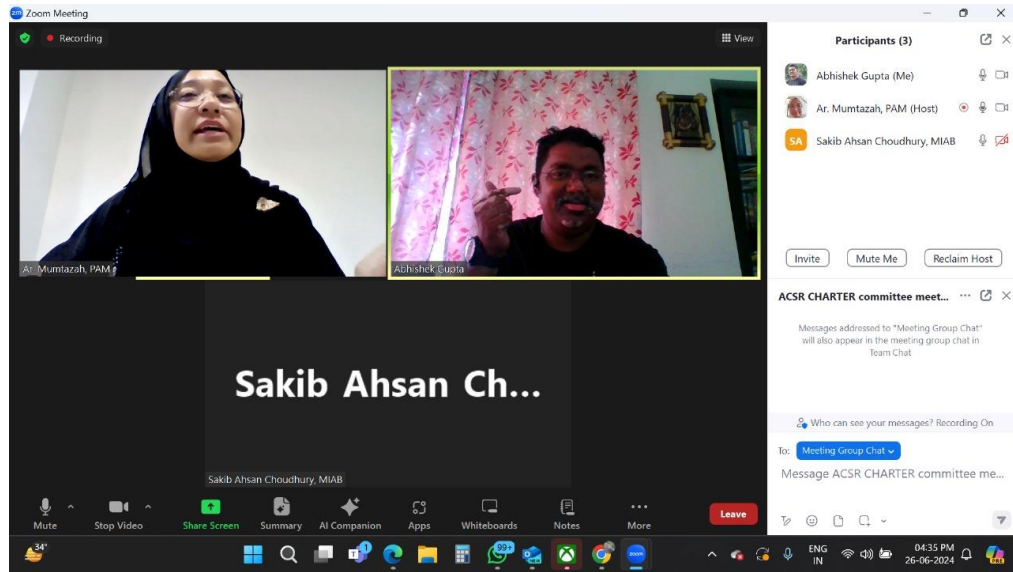 Zoom Meeting
Recording
View
Ar. Mumtazah, PAM
Abhishek Gupta
Sakib Ahsan Ch...
Sakib Ahsan Choudhury, MIAB
Participants (3)
Abhishek Gupta (Me)
Ar. Mumtazah, PAM (Host)
SA
Sakib Ahsan Choudhury, MIAB
Invite
Mute Me
Reclaim Host
ACSR CHARTER committee meet...
Messages addressed to "Meeting Group Chat"
will also appear in the meeting group chat in
Team Chat
Who can see your messages? Recording On
To:
Meeting Group Chat
Message ACSR CHARTER committee me...
Mute
Stop Video
Share Screen
Summary
AI Companion
Apps
Whiteboards
Notes
More
Leave
34°
1
99+
zoom
ENG
IN
04:35 PM
26-06-2024
PRE